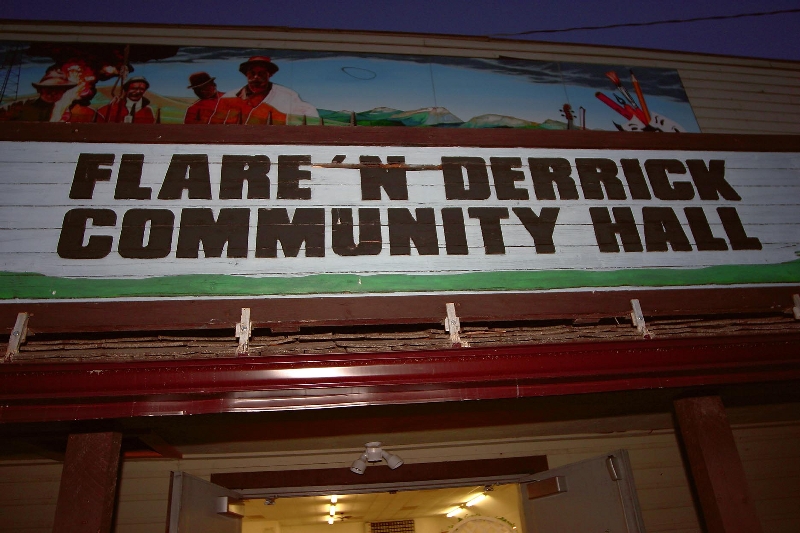 FLARE 'N DERRICK
COMMUNITY HALL